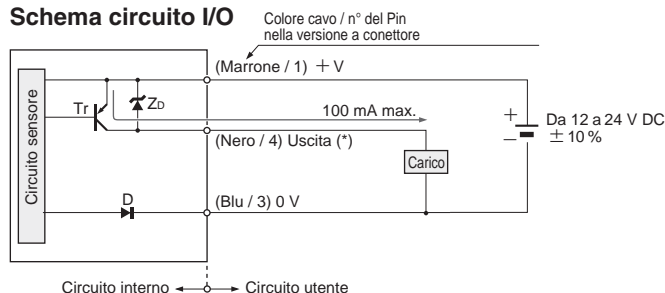 Schema circuito I/O
Colore cavo / n° del Pin
nella versione a conettore
(Marrone / 1) +V
Tr
ZD
100 mA max.
(Nero / 4) Uscita (*)
Circuito sensore
Carico
+
−
Da 12 a 24 V DC
±10 %
D
(Blu / 3) 0 V
Circuito interno
Circuito utente